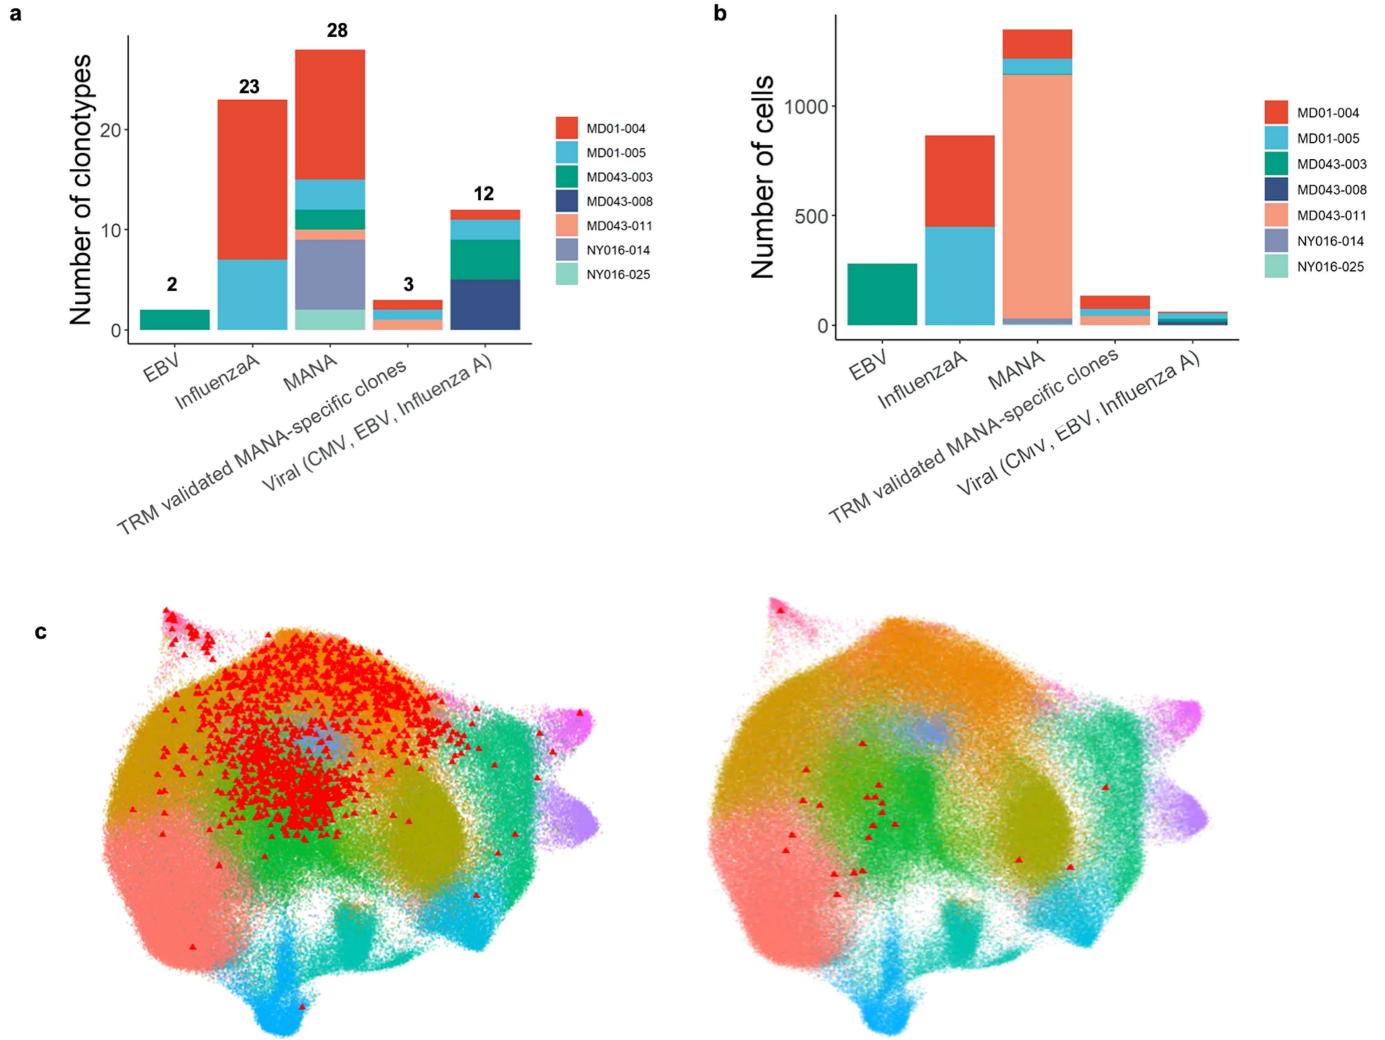 a
28
23
12
3
2
Number of clonotypes
20
10
0
EBV
InfluenzaA
MANA
TRM validated MANA-specific clones
Viral (CMV, EBV, Influenza A)
MD01-004
MD01-005
MD043-003
MD043-008
MD043-011
NY016-014
NY016-025
b
Number of cells
1000
500
0
EBV
InfluenzaA
MANA
TRM validated MANA-specific clones
Viral (CMV, EBV, Influenza A)
MD01-004
MD01-005
MD043-003
MD043-008
MD043-011
NY016-014
NY016-025
c